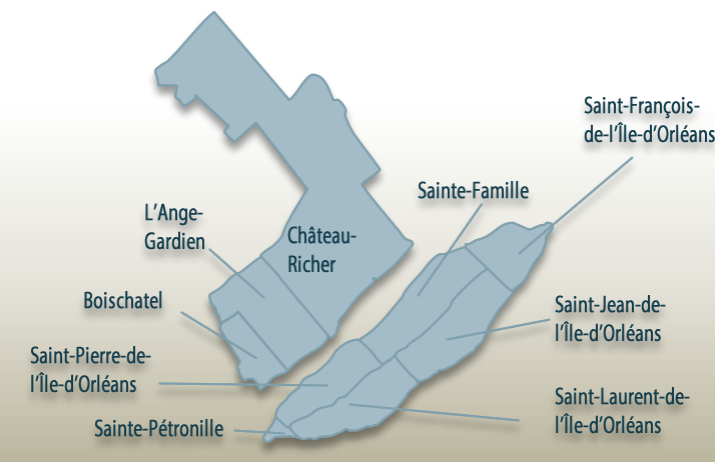 Saint-François-
de-l'Île-d'Orléans
Sainte-Famille
L'Ange-
Gardien
Château-
Richer
Boischatel
Saint-Jean-de-
l'Île-d'Orléans
Saint-Pierre-de-
l'Île-d'Orléans
Saint-Laurent-de-
l'Île-d'Orléans
Sainte-Pétronille